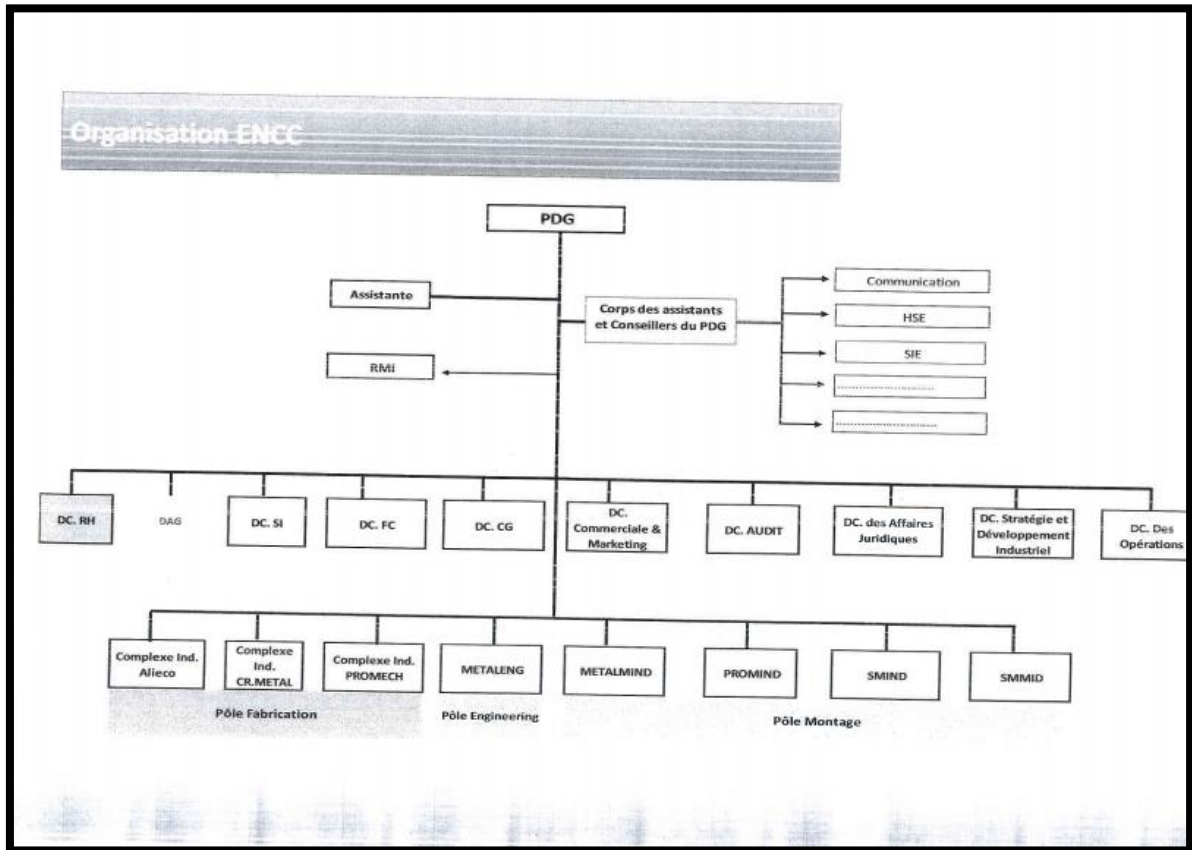 Organisation ENCC
PDG
Assistante
Corps des assistants
et Conseillers du PDG
Communication
HSE
SIE
..............................
..............................
RMI
DC. RH
DAG
DC. SI
DC. FC
DC. CG
DC.
Commerciale &
Marketing
DC. AUDIT
DC. des Affaires
Juridiques
DC. Stratégie et
Développement
Industriel
DC. Des
Opérations
Complexe Ind.
Alieco
Complexe
Ind.
CR.METAL
Complexe Ind.
PROMECH
METALENG
METALMIND
PROMIND
SMIND
SMMID
Pôle Fabrication
Pôle Engineering
Pôle Montage